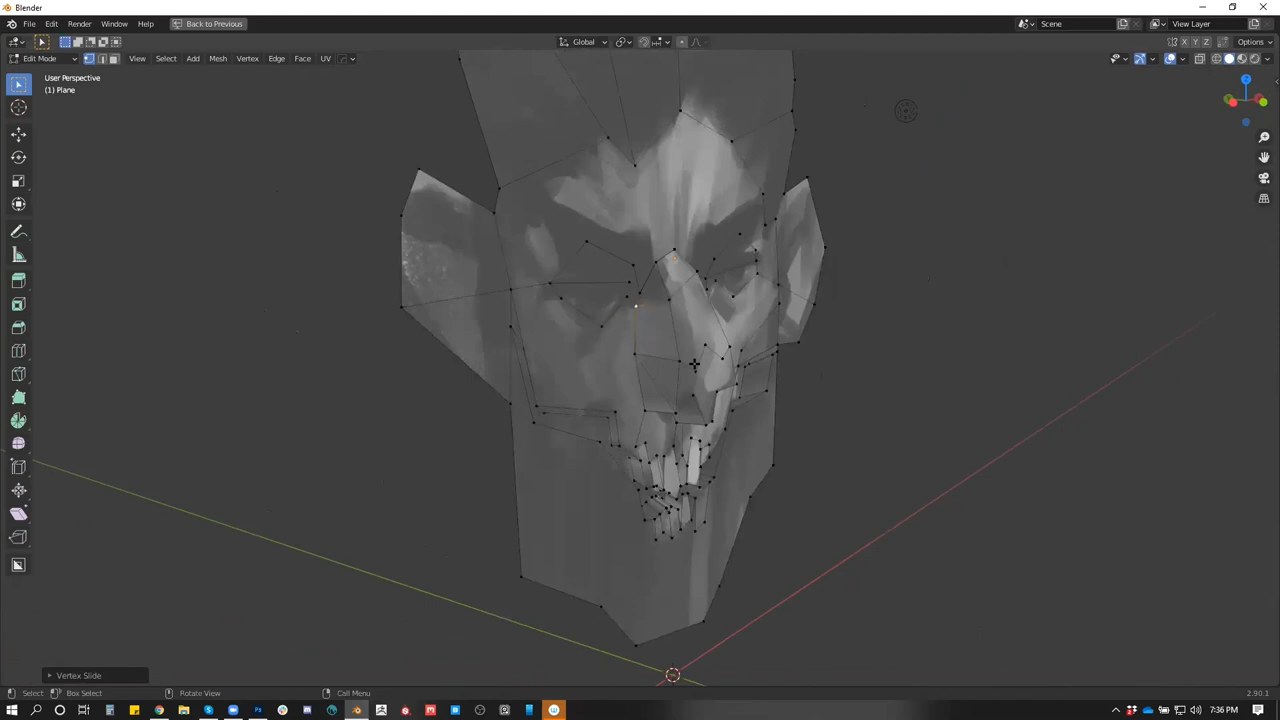 Blender
File Edit Render Window Help Back to Previous Scene View Layer
Global Options
X Y Z
Edit Mode View Select Add Mesh Vertex Edge Face UV
User Perspective
(1) Plane
Z
Vertex Slide
Select Box Select Rotate View Call Menu 2.90.1
7:36 PM